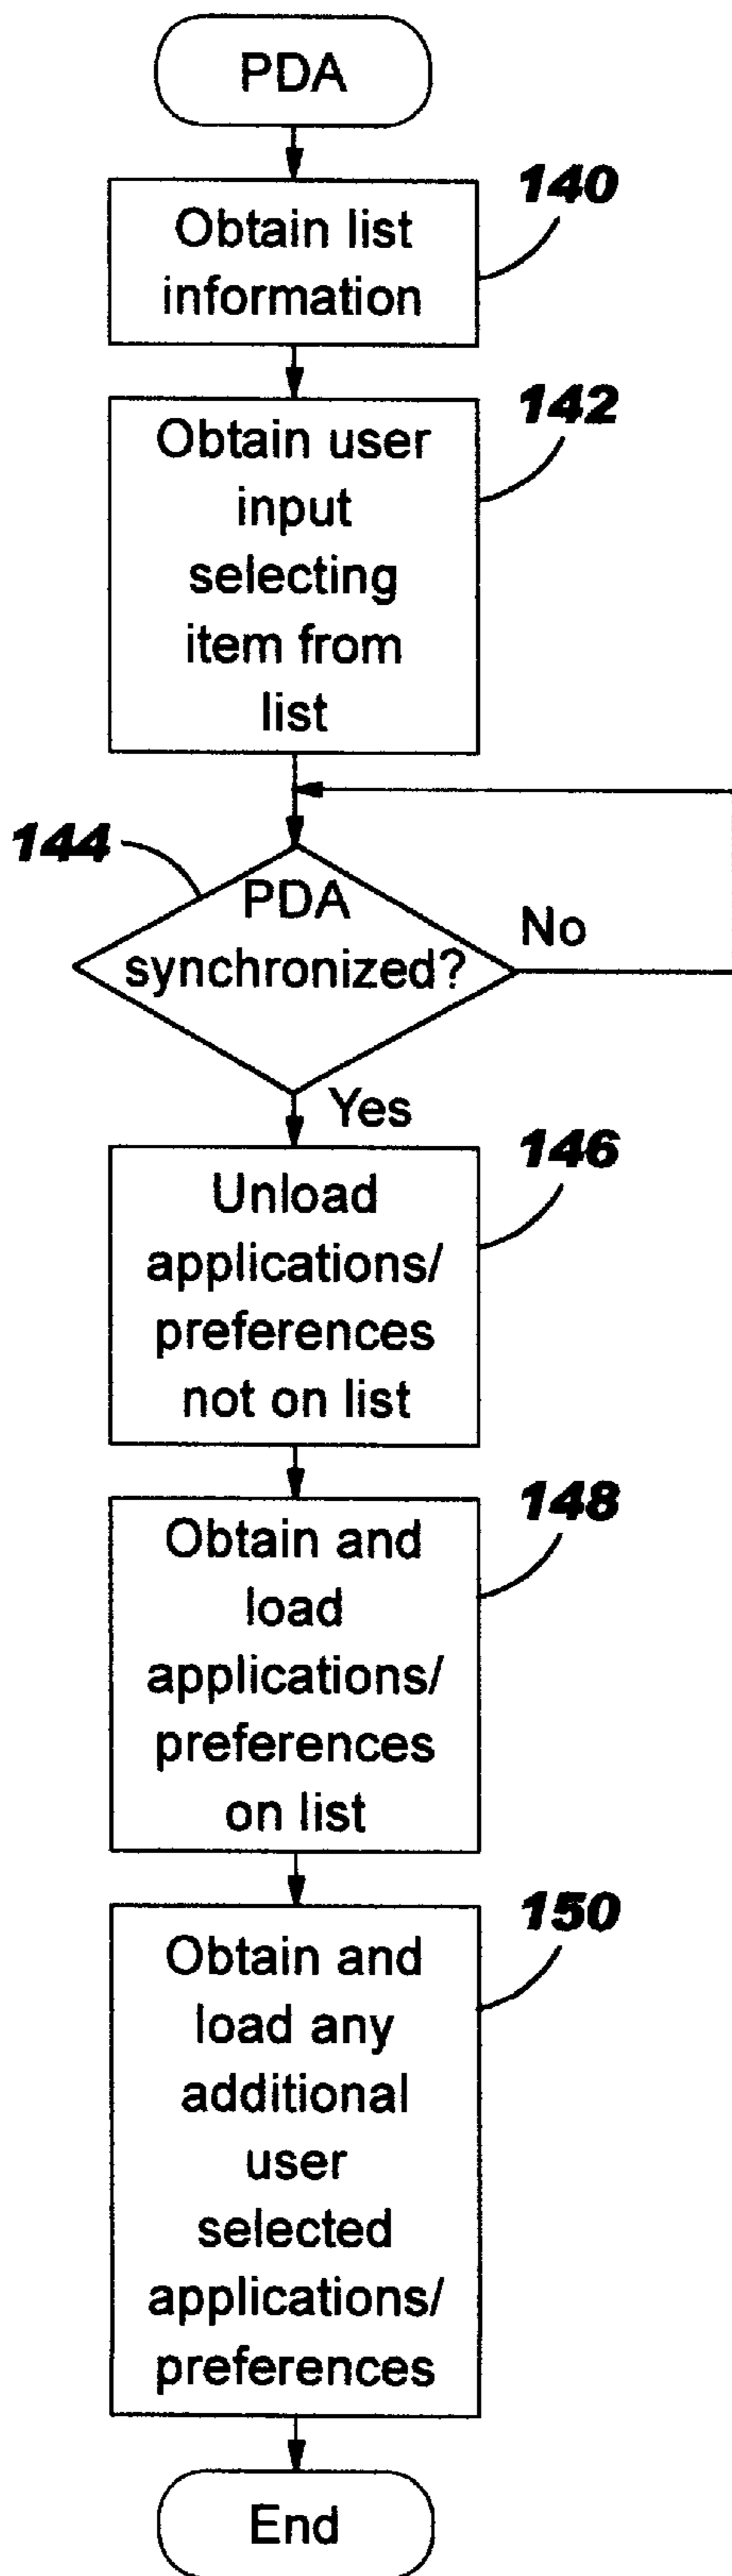 PDA
140
Obtain list
information
142
Obtain user
input
selecting
item from
list
144
PDA
synchronized?
No
Yes
146
Unload
applications/
preferences
not on list
148
Obtain and
load
applications/
preferences
on list
150
Obtain and
load any
additional
user
selected
applications/
preferences
End